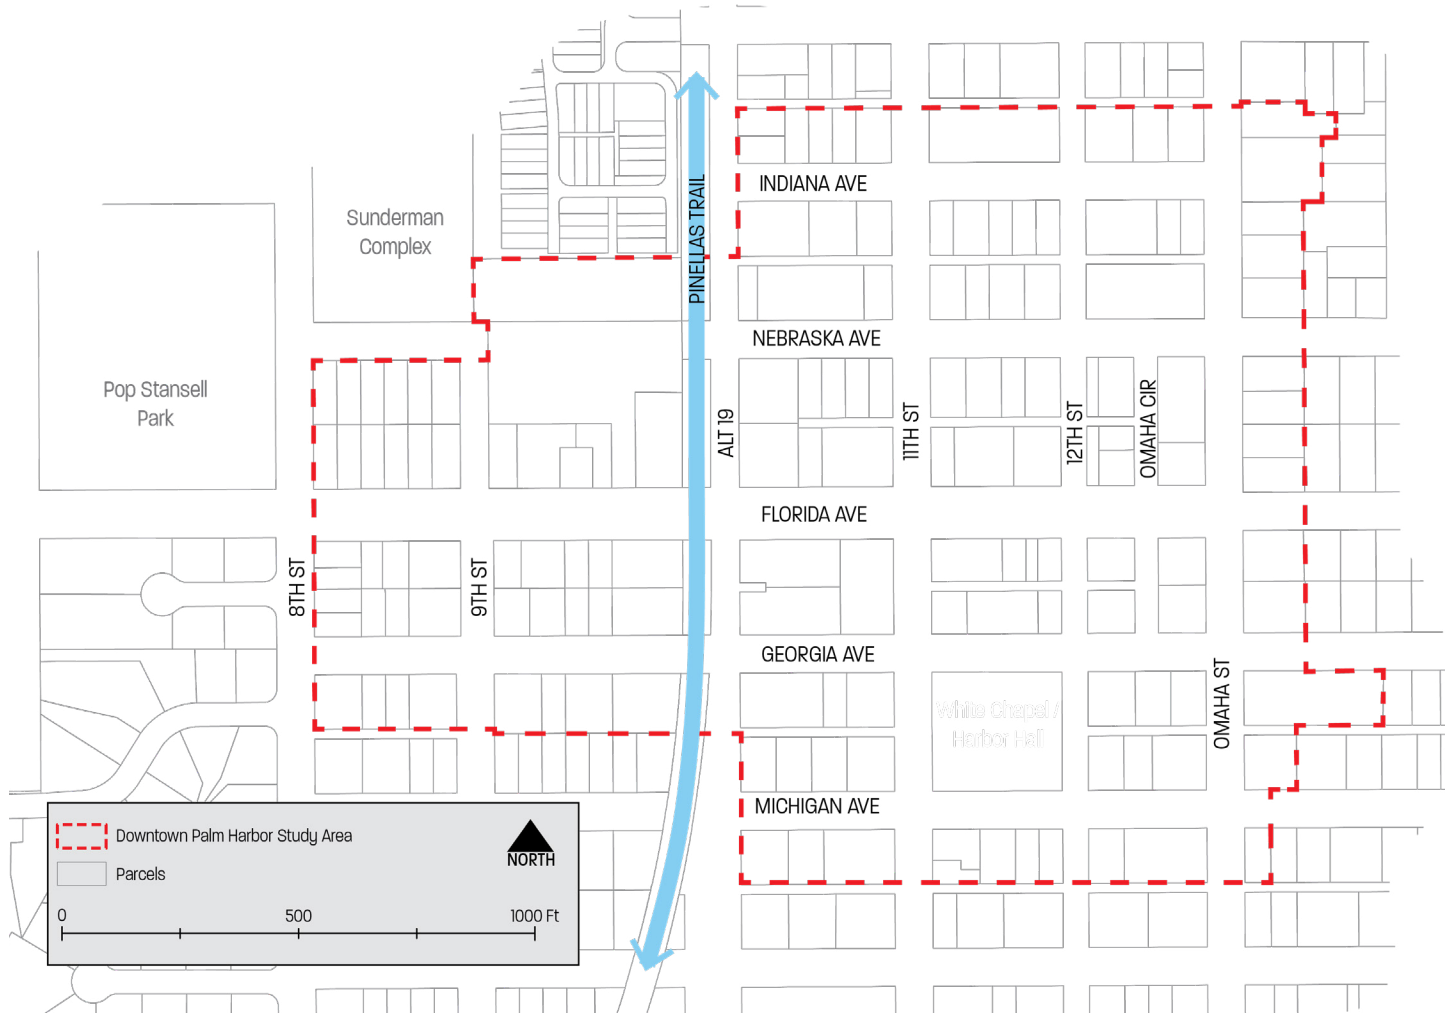 INDIANA AVE
Sunderman
Complex
PINELLAS TRAIL
NEBRASKA AVE
Pop Stansell
Park
ALT 19
11TH ST
12TH ST
OMAHA CIR
FLORIDA AVE
8TH ST
9TH ST
GEORGIA AVE
OMAHA ST
White Chapel /
Harbor Hall
MICHIGAN AVE
Downtown Palm Harbor Study Area
NORTH
Parcels
0 500 1000 Ft